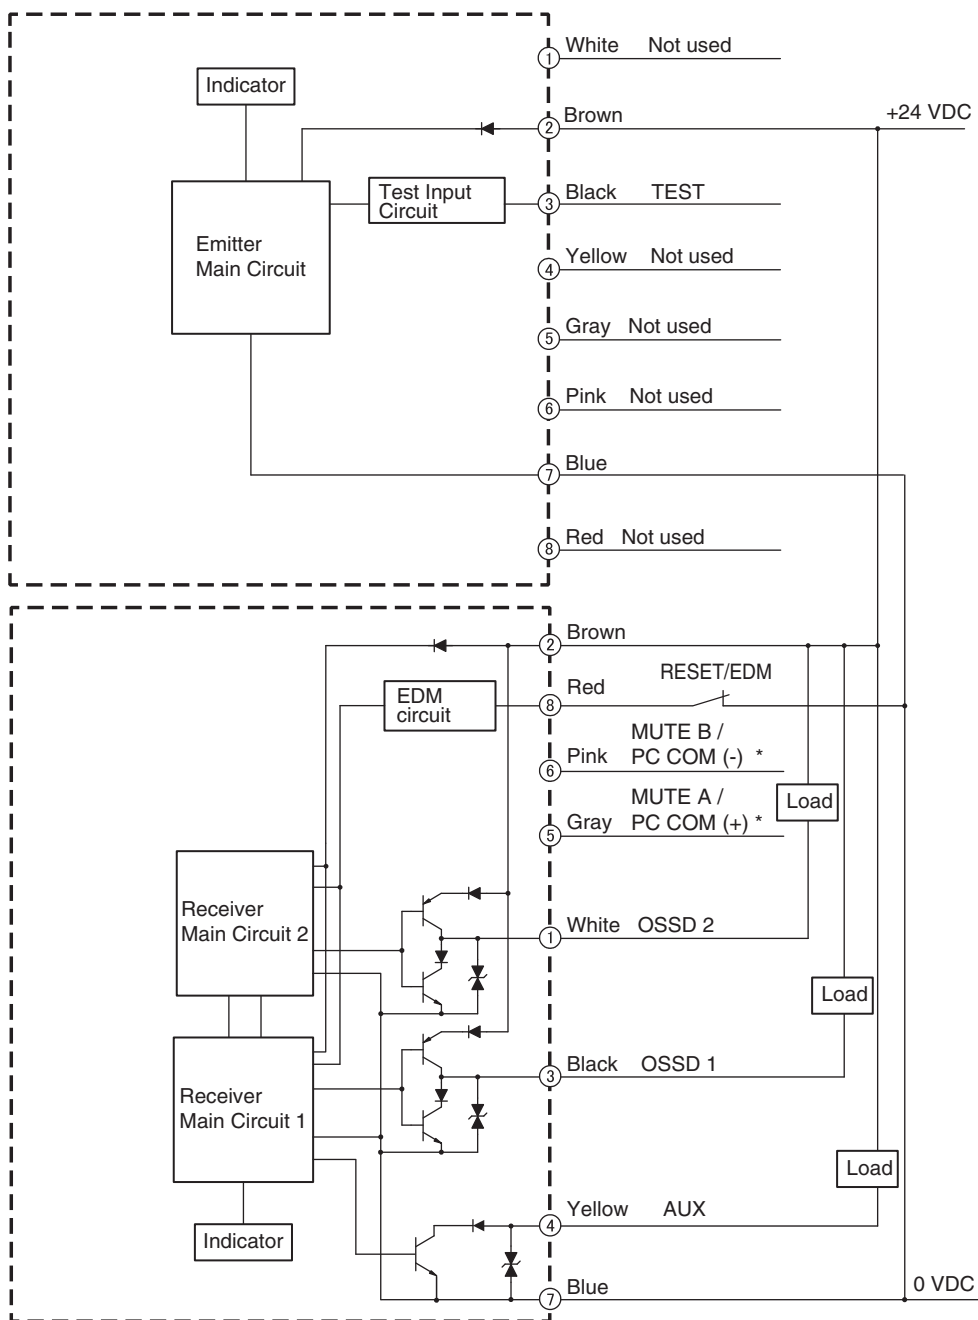 ① White Not used
Indicator
② Brown +24 VDC
Test Input
Circuit
③ Black TEST
Emitter
Main Circuit
④ Yellow Not used
⑤ Gray Not used
⑥ Pink Not used
⑦ Blue
⑧ Red Not used
② Brown
EDM
circuit
⑧ Red RESET/EDM
MUTE B /
⑥ Pink PC COM (-) *
Load
MUTE A /
⑤ Gray PC COM (+) *
Receiver
Main Circuit 2
① White OSSD 2
Load
③ Black OSSD 1
Receiver
Main Circuit 1
Load
④ Yellow AUX
Indicator
⑦ Blue 0 VDC